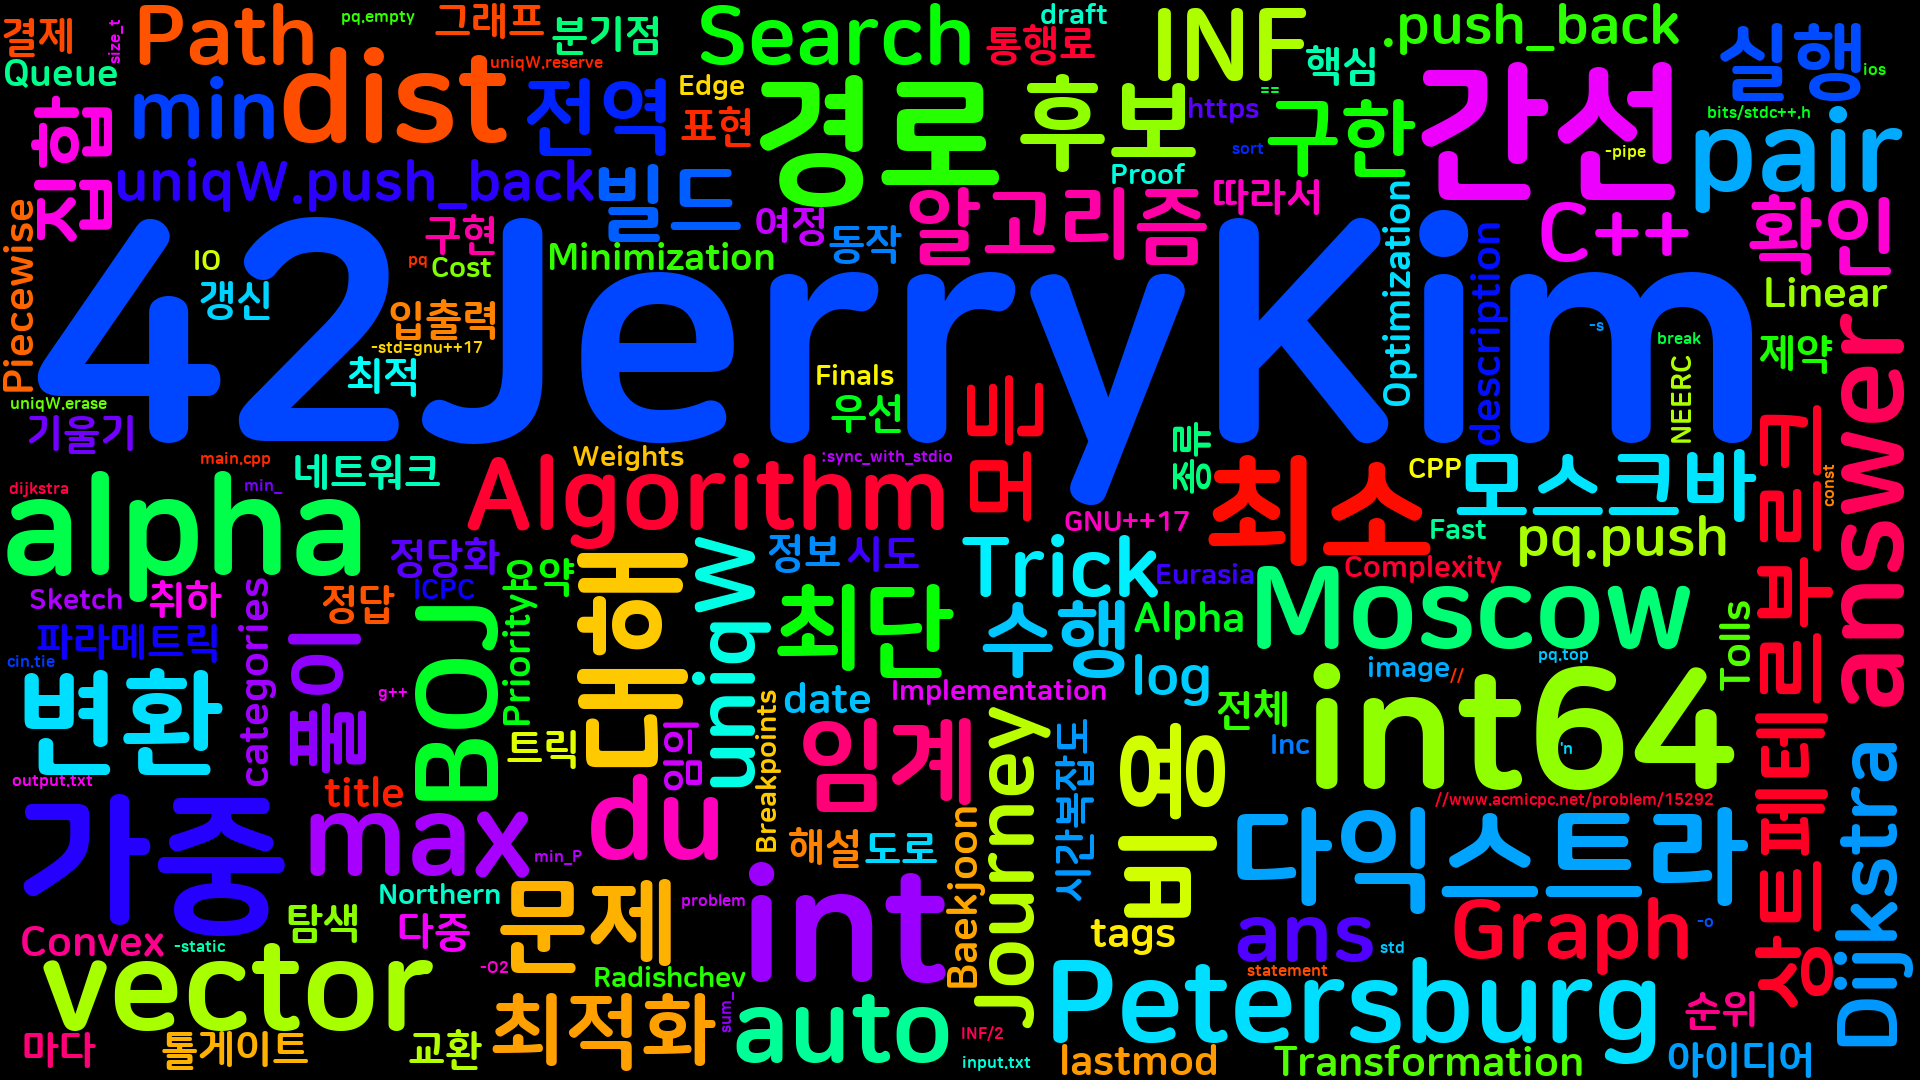 결제
size_t
Path
pq.empty
그래프
분기점
Search
draft
통행료
INF
핵심
.push_back
실행
ios
Queue
uniqW.reserve
min
dist
전역
Edge
표현
경로
후보
https
==
구한
간선
bits/stdc++.h
pair
집합
uniqW.push_back
빌드
Proof
sort
-pipe
따라서
알고리즘
Optimization
C++
확인
Piecewise
구현
여정
동작
IO
pq
Cost
Minimization
description
Linear
42JerryKim
갱신
입출력
-std=gnu++17
최적
-s
break
제약
answer
uniqW.erase
기울기
Finals
우선
비교
NEERC
main.cpp
네트워크
Weights
:sync_with_stdio
종류
CPP
모스크바
상트페테르부르크
const
dijkstra
min_
alpha
Algorithm
GNU++17
최소
Fast
pq.push
정당화
요약
동혼
uniqW
정보
시도
Trick
Eurasia
Complexity
Sketch
취하
categories
정답
ICPC
BOJ
Priority
최단
수행
Alpha
Moscow
Tolls
파라메트릭
풀이
cin.tie
변환
g++
트릭
임의
date
Implementation
log
image
//
pq.top
전체
int64
Inc
'n
output.txt
title
Breakpoints
임계
Journey
시간복잡도
비용
//www.acmicpc.net/problem/15292
가중
max
min_P
du
해설
도로
Baekjoon
다익스트라
Dijkstra
Northern
problem
탐색
다중
문제
int
tags
ans
std
Graph
-o
Convex
-static
vector
-O2
Radishchev
statement
Petersburg
순위
마다
톨게이트
교환
최적화
sum_
auto
INF/2
input.txt
lastmod
Transformation
아이디어